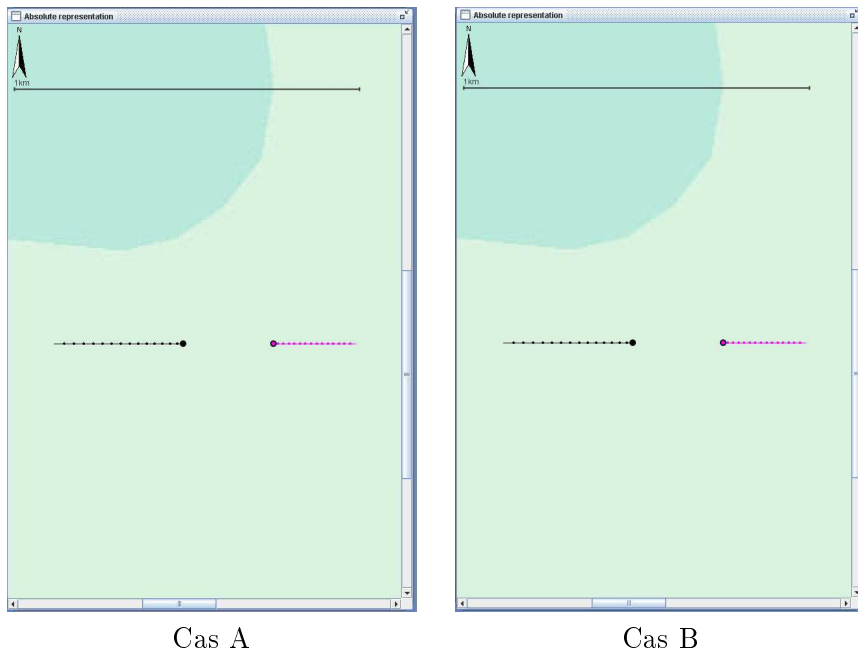 Absolute representation
N
1km
Absolute representation
N
1km
Cas A
Cas B